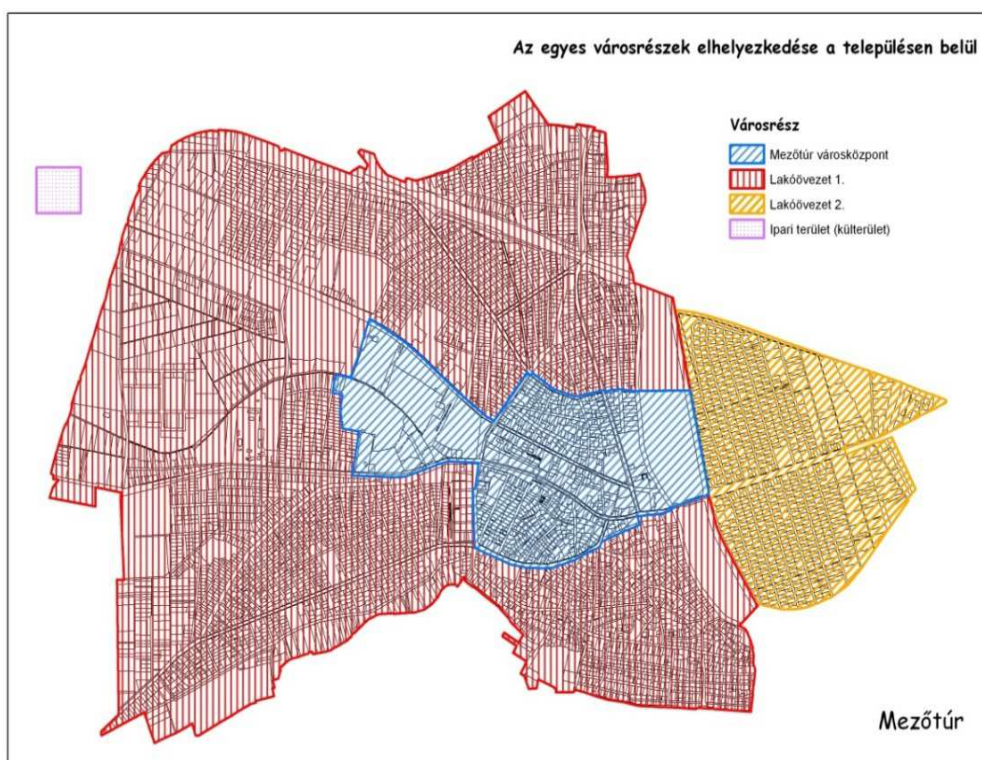 Az egyes városrészek elhelyezkedése a településen belül
Városrész
Mezőtúr városközpont
Lakóövezet 1.
Lakóövezet 2.
Ipari terület (külterület)
Mezőtúr